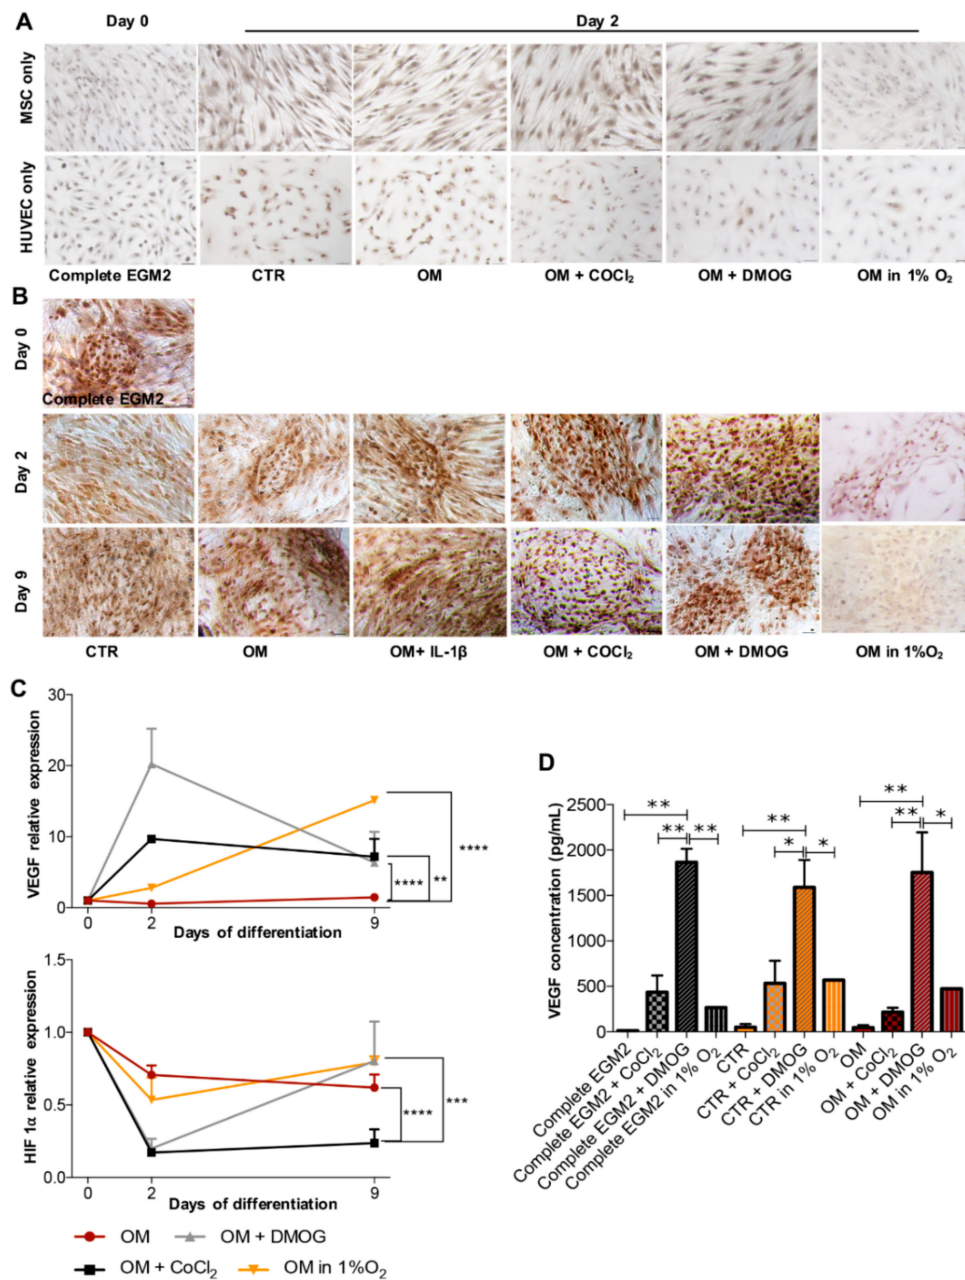 A
Day 0
Day 2
MSC only
HUVEC only
Complete EGM2
CTR
OM
OM + COCl₂
OM + DMOG
OM in 1% O₂
B
Day 0
Complete EGM2
Day 2
Day 9
CTR
OM
OM+ IL-1β
OM + COCl₂
OM + DMOG
OM in 1%O₂
C
VEGF relative expression
30
20
10
0
0
2
9
Days of differentiation
****
**
****
HIF 1α relative expression
1.5
1.0
0.5
0.0
0
2
9
Days of differentiation
****
***
OM
OM + DMOG
OM + CoCl₂
OM in 1%O₂
D
VEGF concentration (pg/mL)
2500
2000
1500
1000
500
0
**
**
**
**
*
*
**
**
*
Complete EGM2
Complete EGM2 + CoCl₂
Complete EGM2 + DMOG
Complete EGM2 in 1% O₂
CTR
CTR + CoCl₂
CTR + DMOG
CTR in 1% O₂
OM
OM + CoCl₂
OM + DMOG
OM in 1% O₂